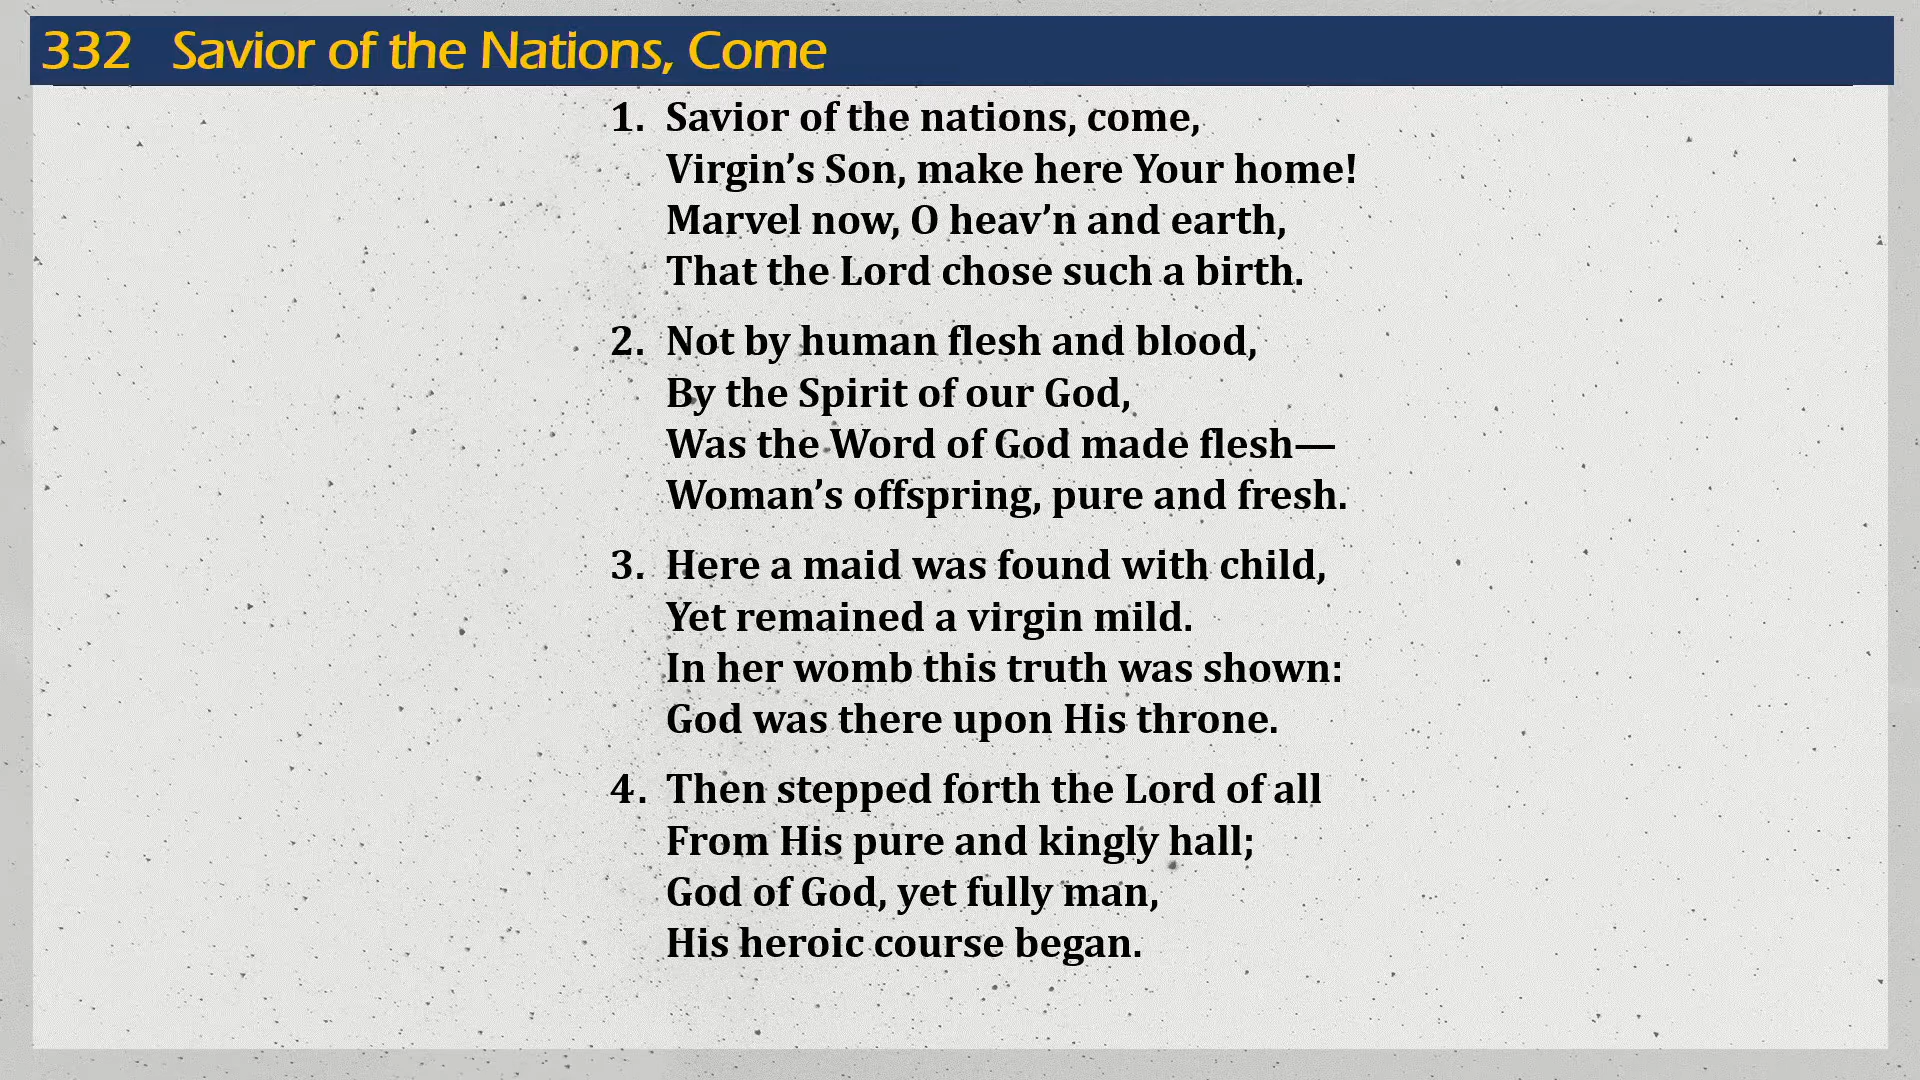 332 Savior of the Nations, Come
1. Savior of the nations, come,
Virgin’s Son, make here Your home!
Marvel now, O heav’n and earth,
That the Lord chose such a birth.
2. Not by human flesh and blood,
By the Spirit of our God,
Was the Word of God made flesh—
Woman’s offspring, pure and fresh.
3. Here a maid was found with child,
Yet remained a virgin mild.
In her womb this truth was shown:
God was there upon His throne.
4. Then stepped forth the Lord of all
From His pure and kingly hall;
God of God, yet fully man,
His heroic course began.